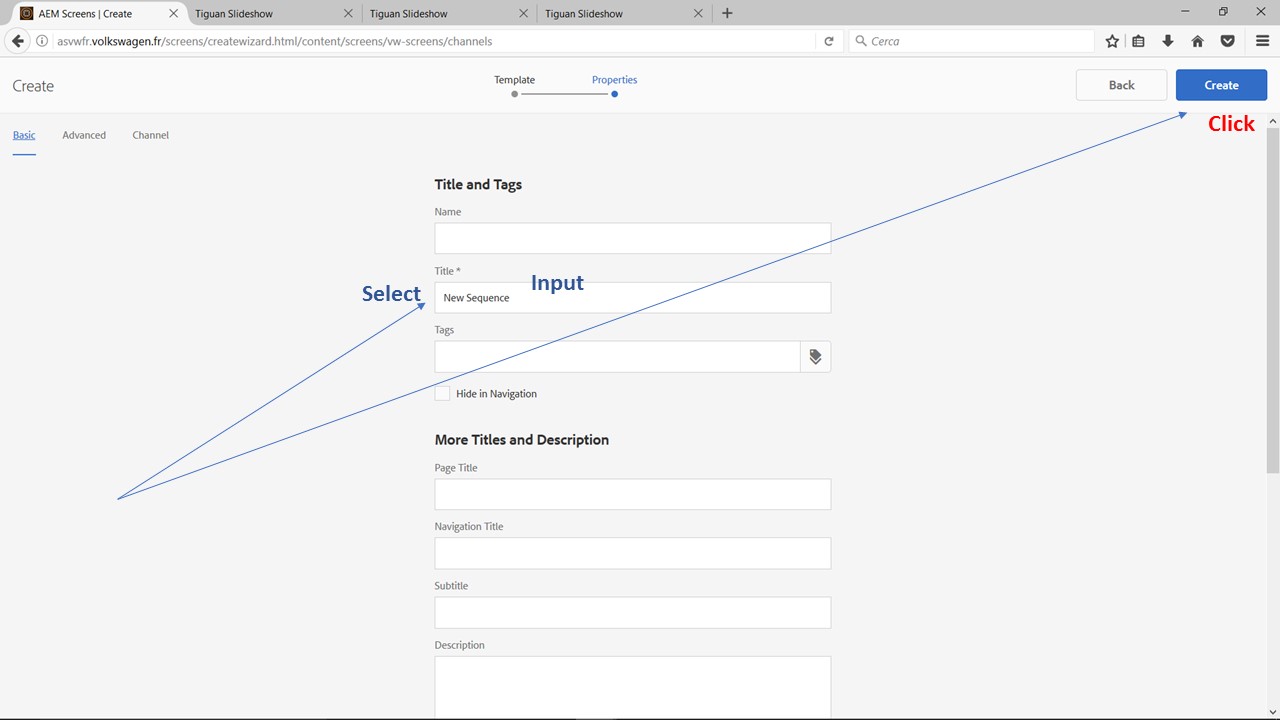 AEM Screens | Create
Tiguan Slideshow
Tiguan Slideshow
Tiguan Slideshow
asvwfr.volkswagen.fr/screens/createwizard.html/content/screens/vw-screens/channels
Cerca
Create
Template
Properties
Back
Create
Click
Basic
Advanced
Channel
Title and Tags
Name
Title *
Input
Select
New Sequence
Tags
Hide in Navigation
More Titles and Description
Page Title
Navigation Title
Subtitle
Description